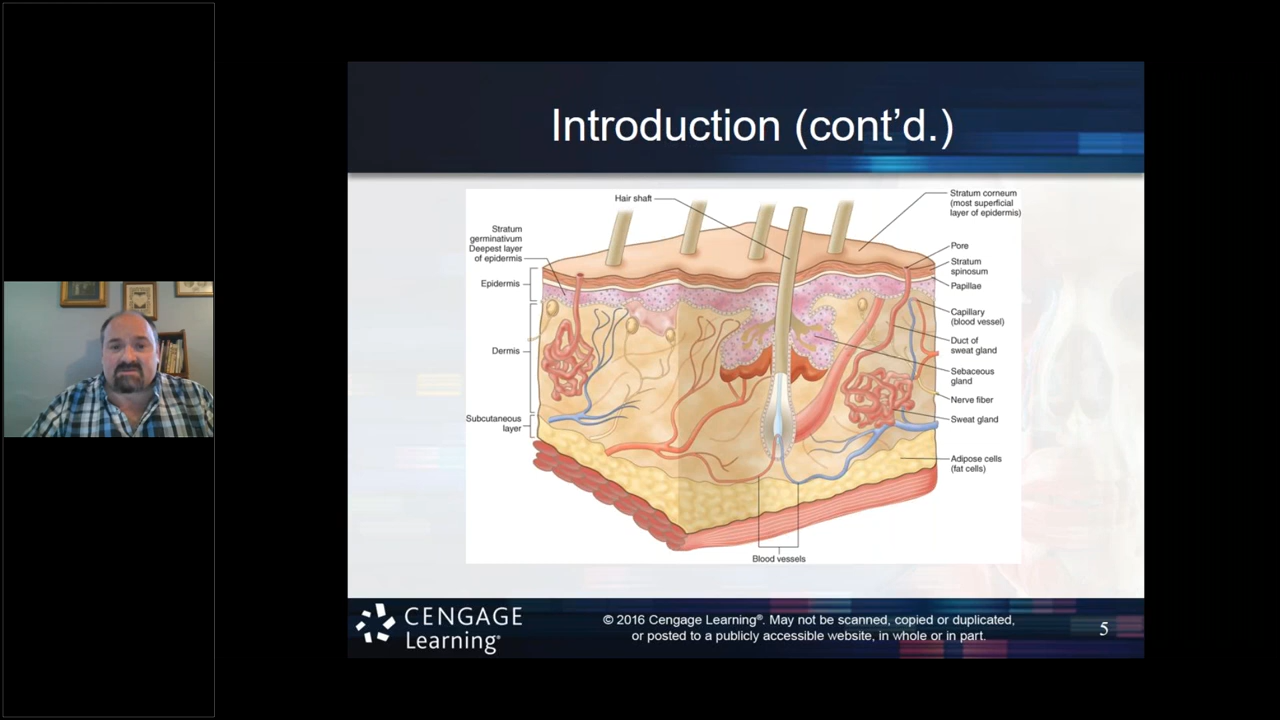 Introduction (cont’d.)
Hair shaft
Stratum
germinativum
Deepest layer
of epidermis
Epidermis
Dermis
Subcutaneous
layer
Stratum corneum
(most superficial
layer of epidermis)
Pore
Stratum
spinosum
Papillae
Capillary
(blood vessel)
Duct of
sweat gland
Sebaceous
gland
Nerve fiber
Sweat gland
Adipose cells
(fat cells)
Blood vessels
CENGAGE
Learning®
© 2016 Cengage Learning®. May not be scanned, copied or duplicated,
or posted to a publicly accessible website, in whole or in part.
5